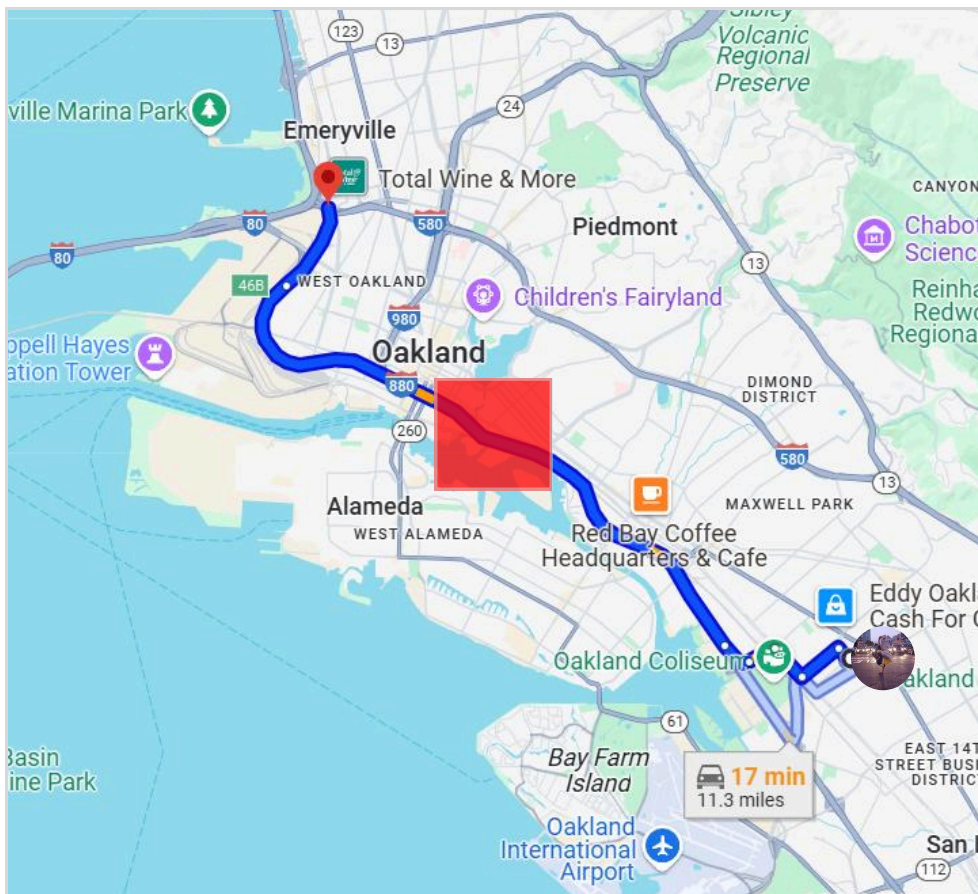 Sibley
Volcanic
Regional
Preserve
123
13
24
ville Marina Park
Emeryville
Total Wine & More
CANYON
80
580
Piedmont
Chabot
Science
80
13
46B
WEST OAKLAND
Children's Fairyland
Reinha
Redwo
Regional
980
ppell Hayes
ation Tower
Oakland
880
DIMOND
DISTRICT
260
580
13
Alameda
WEST ALAMEDA
MAXWELL PARK
Red Bay Coffee
Headquarters & Cafe
Eddy Oakl
Cash For C
Oakland Coliseum
akland
61
Bay Farm
Island
17 min
11.3 miles
EAST 14T
STREET BUSI
DISTRICT
Basin
ine Park
Oakland
International
Airport
San
112